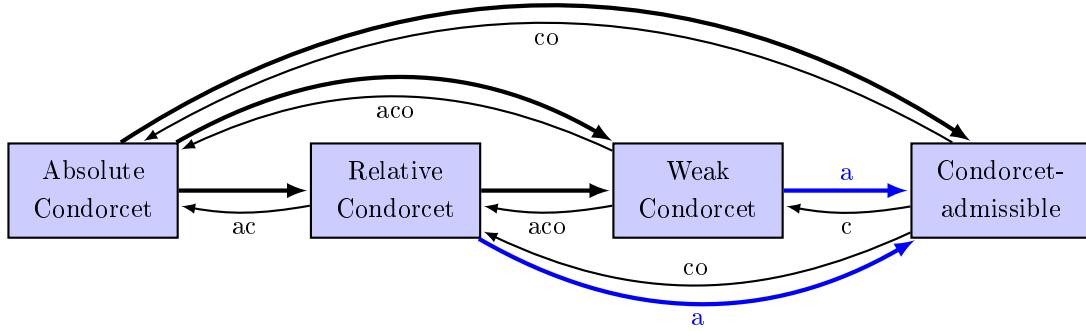 co
aco
Absolute
Condorcet
Relative
Condorcet
Weak
Condorcet
Condorcet-
admissible
a
ac
aco
c
co
a